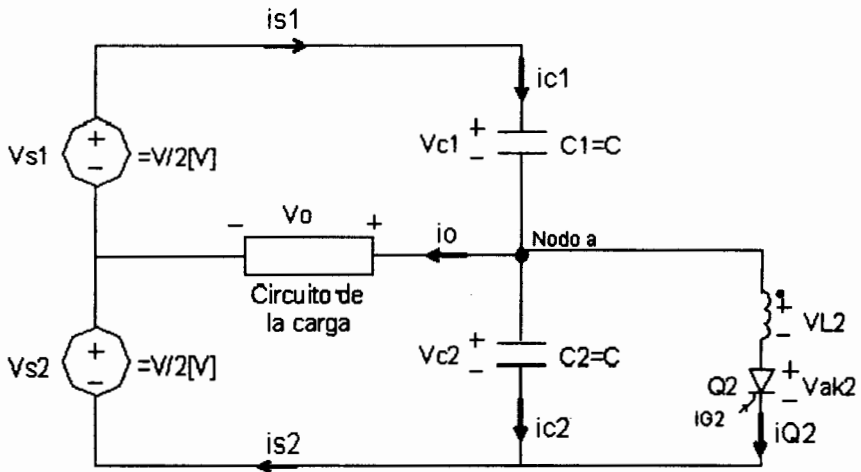 is1
ic1
+
Vc1
-
C1=C
Vs1
+
-
=V/2[V]
-
Vo
+
io
Nodo a
Circuito de
la carga
+
VL2
-
Vs2
+
-
=V/2[V]
+
Vc2
-
C2=C
Q2
+
Vak2
-
iG2
ic2
iQ2
is2